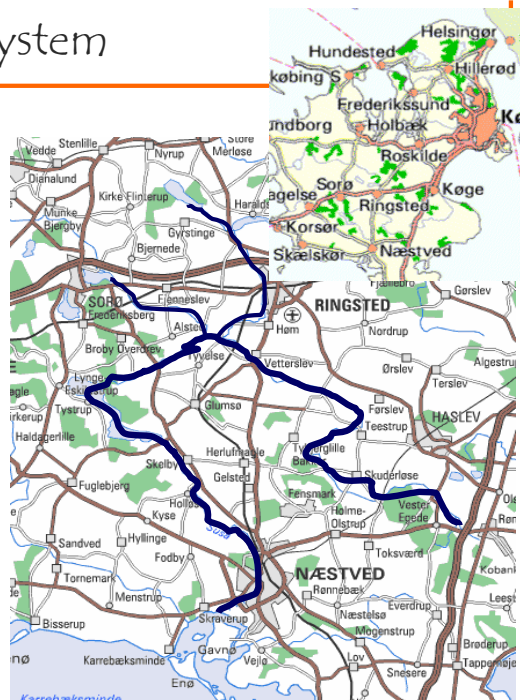 ystem
Helsingør
Hundested
købing S
Hillerød
Frederikssund
ndborg
Holbæk
Roskilde
agelse
Sorø
Ringsted
Køge
Korsør
Skælskør
Næstved
Stenlille
Vedde
Nyrup
Store
Merløse
Dianalund
Kirke Flinterup
Munke
Bjergby
Gyrstinge
Bjernede
SORØ
Frederiksberg
Fjenneslev
Alsted
RINGSTED
Gørslev
Høm
Nordrup
Broby Overdrev
Tyvelse
Vetterslev
Ørslev
Terslev
Lynge
Tystrup
Glumsø
Førslev
Teestrup
HASLEV
Haldagerlille
Skelby
Gelsted
Skuderløse
Fuglebjerg
Fensmark
Kyse
Holme-
Olstrup
Vester
Egede
Hyllinge
Sandved
Fodby
Toksværd
Tornemark
NÆSTVED
Menstrup
Rønnebæk
Everdrup
Bisserup
Skraverup
Næstelsø
Mogenstrup
Karrebæksminde
Gavnø
Vejlø
Lov
Brøderup
Snesere
Tappernøje
Enø
Karrebæksminde